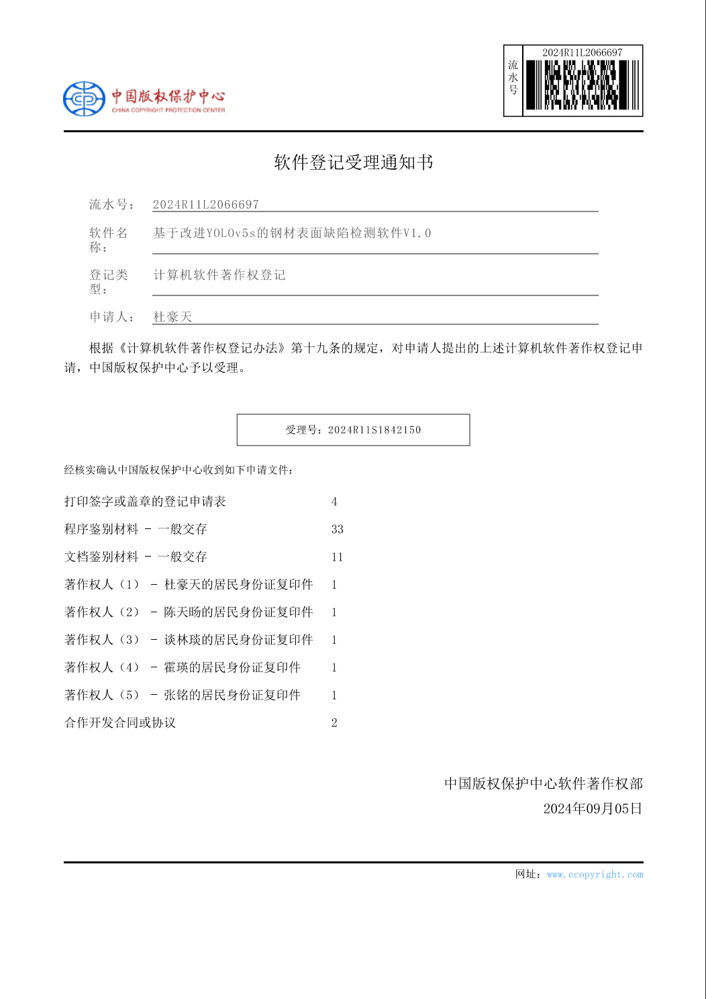 2024R11L2066697
流水号
中国版权保护中心
CHINA COPYRIGHT PROTECTION CENTER
软件登记受理通知书
流水号： 2024R11L2066697
软件名称： 基于改进YOLOv5s的钢材表面缺陷检测软件V1.0
登记类型： 计算机软件著作权登记
申请人： 杜豪天
根据《计算机软件著作权登记办法》第十九条的规定，对申请人提出的上述计算机软件著作权登记申
请，中国版权保护中心予以受理。
受理号：2024R11S1842150
经核实确认中国版权保护中心收到如下申请文件：
打印签字或盖章的登记申请表 4
程序鉴别材料 - 一般交存 33
文档鉴别材料 - 一般交存 11
著作权人（1） - 杜豪天的居民身份证复印件 1
著作权人（2） - 陈天旸的居民身份证复印件 1
著作权人（3） - 谈林琰的居民身份证复印件 1
著作权人（4） - 霍瑛的居民身份证复印件 1
著作权人（5） - 张铭的居民身份证复印件 1
合作开发合同或协议 2
中国版权保护中心软件著作权部
2024年09月05日
网址：www.ccopyright.com